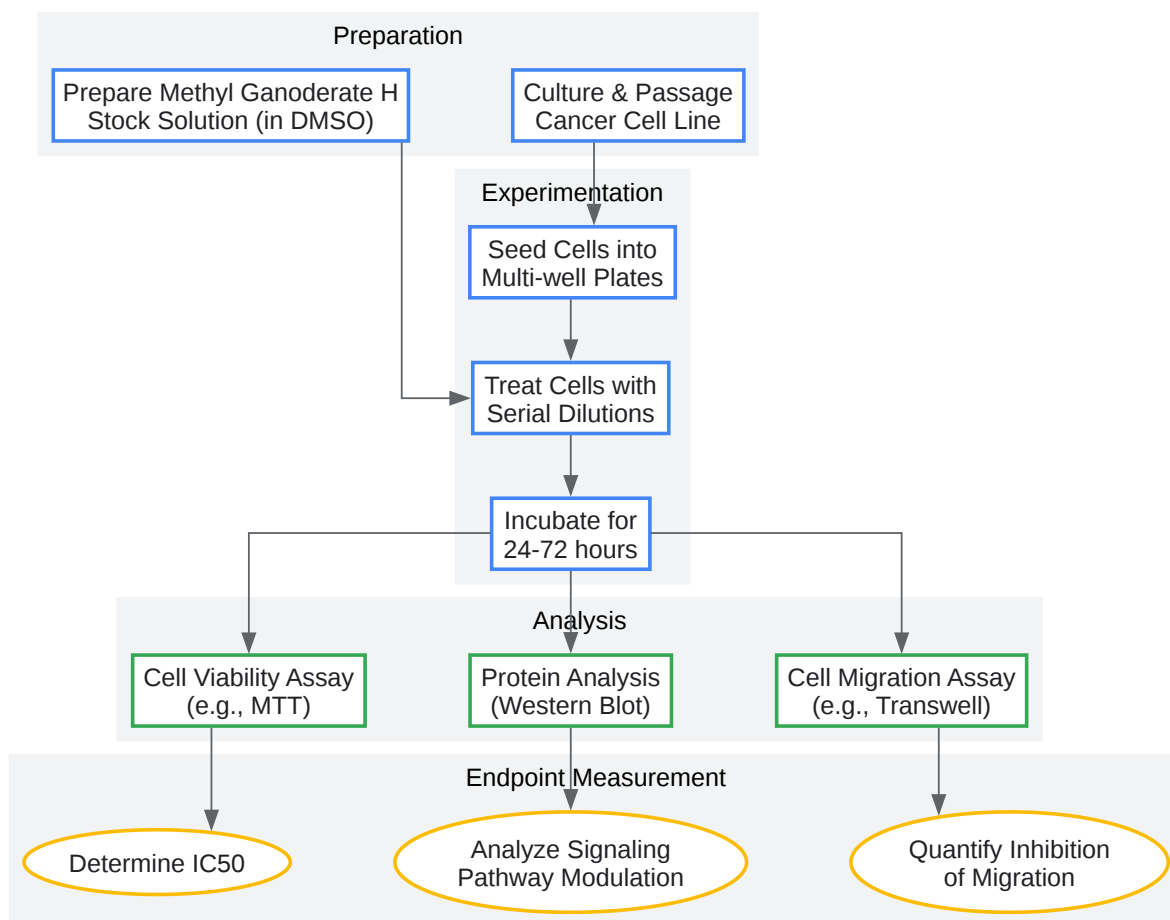 Preparation
Prepare Methyl Ganoderate H
Stock Solution (in DMSO)
Culture & Passage
Cancer Cell Line
Experimentation
Seed Cells into
Multi-well Plates
Treat Cells with
Serial Dilutions
Incubate for
24-72 hours
Analysis
Cell Viability Assay
(e.g., MTT)
Protein Analysis
(Western Blot)
Cell Migration Assay
(e.g., Transwell)
Endpoint Measurement
Determine IC50
Analyze Signaling
Pathway Modulation
Quantify Inhibition
of Migration